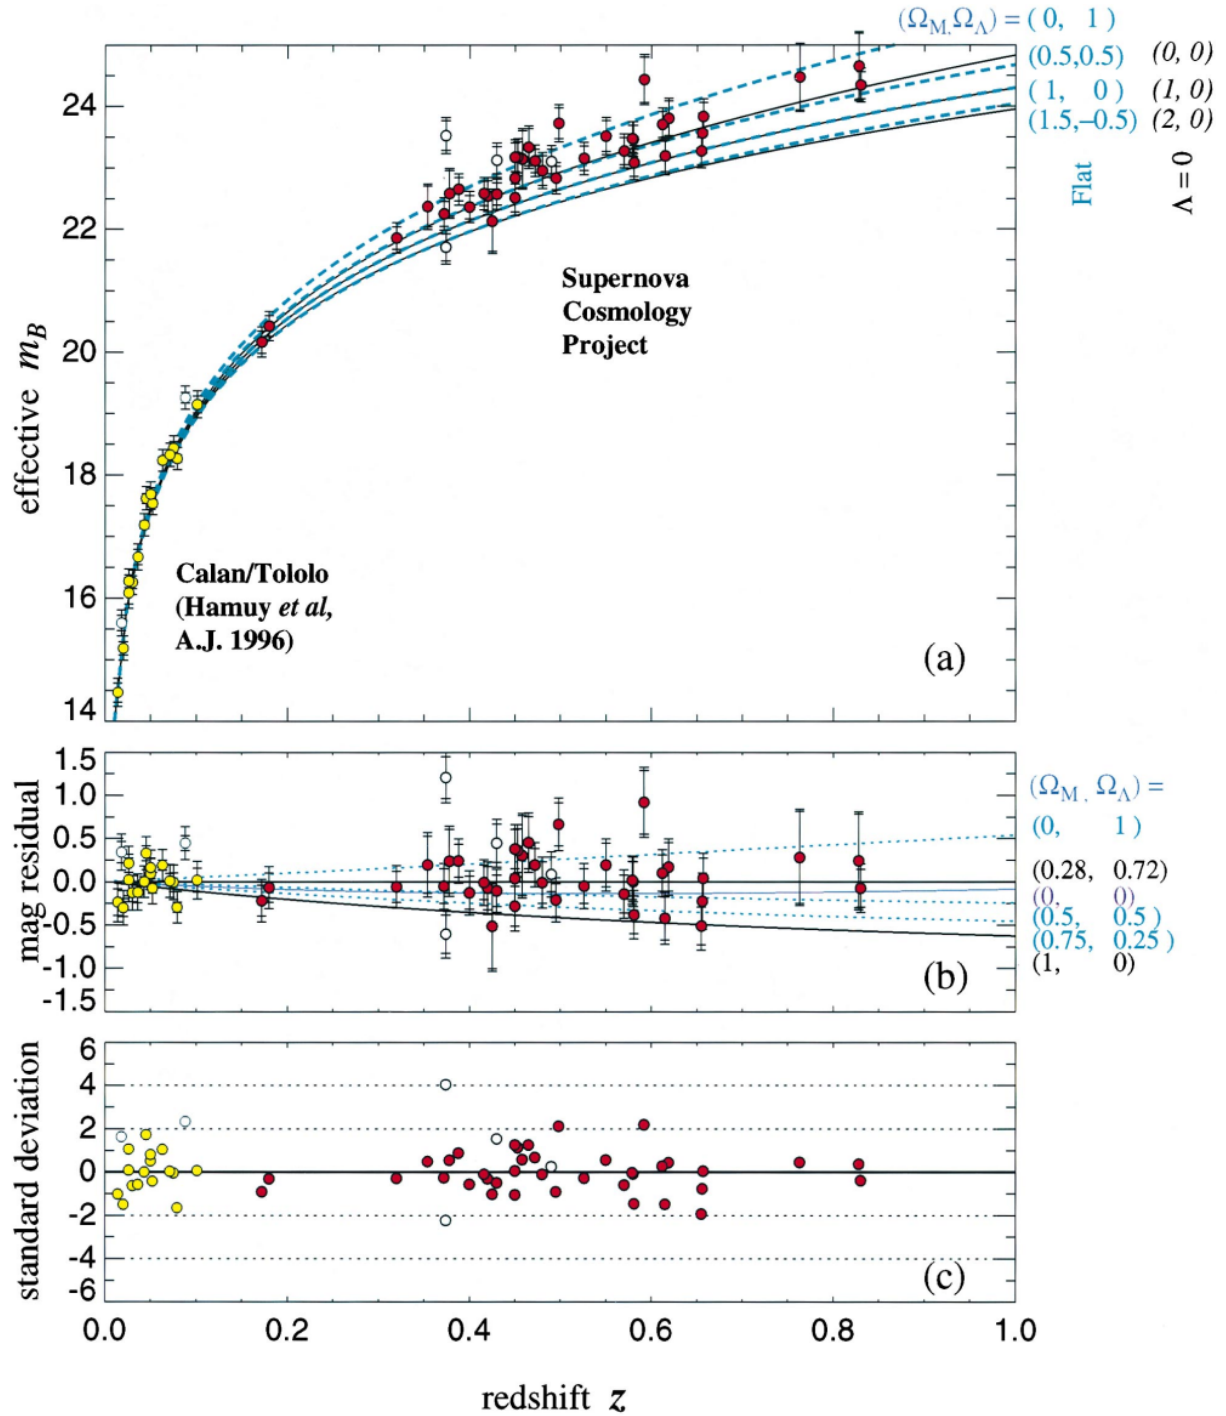 (Ω_M, Ω_Λ) = ( 0, 1 )
(0.5,0.5) (0, 0)
( 1, 0 ) (1, 0)
(1.5,–0.5) (2, 0)
Flat
Λ = 0
24
22
20
18
16
14
effective m_B
Supernova
Cosmology
Project
Calan/Tololo
(Hamuy et al,
A.J. 1996)
(a)
1.5
1.0
0.5
0.0
-0.5
-1.0
-1.5
mag residual
(Ω_M , Ω_Λ) =
(0, 1 )
(0.28, 0.72)
(0, 0)
(0.5, 0.5 )
(0.75, 0.25 )
(1, 0)
(b)
6
4
2
0
-2
-4
-6
standard deviation
(c)
0.0 0.2 0.4 0.6 0.8 1.0
redshift z